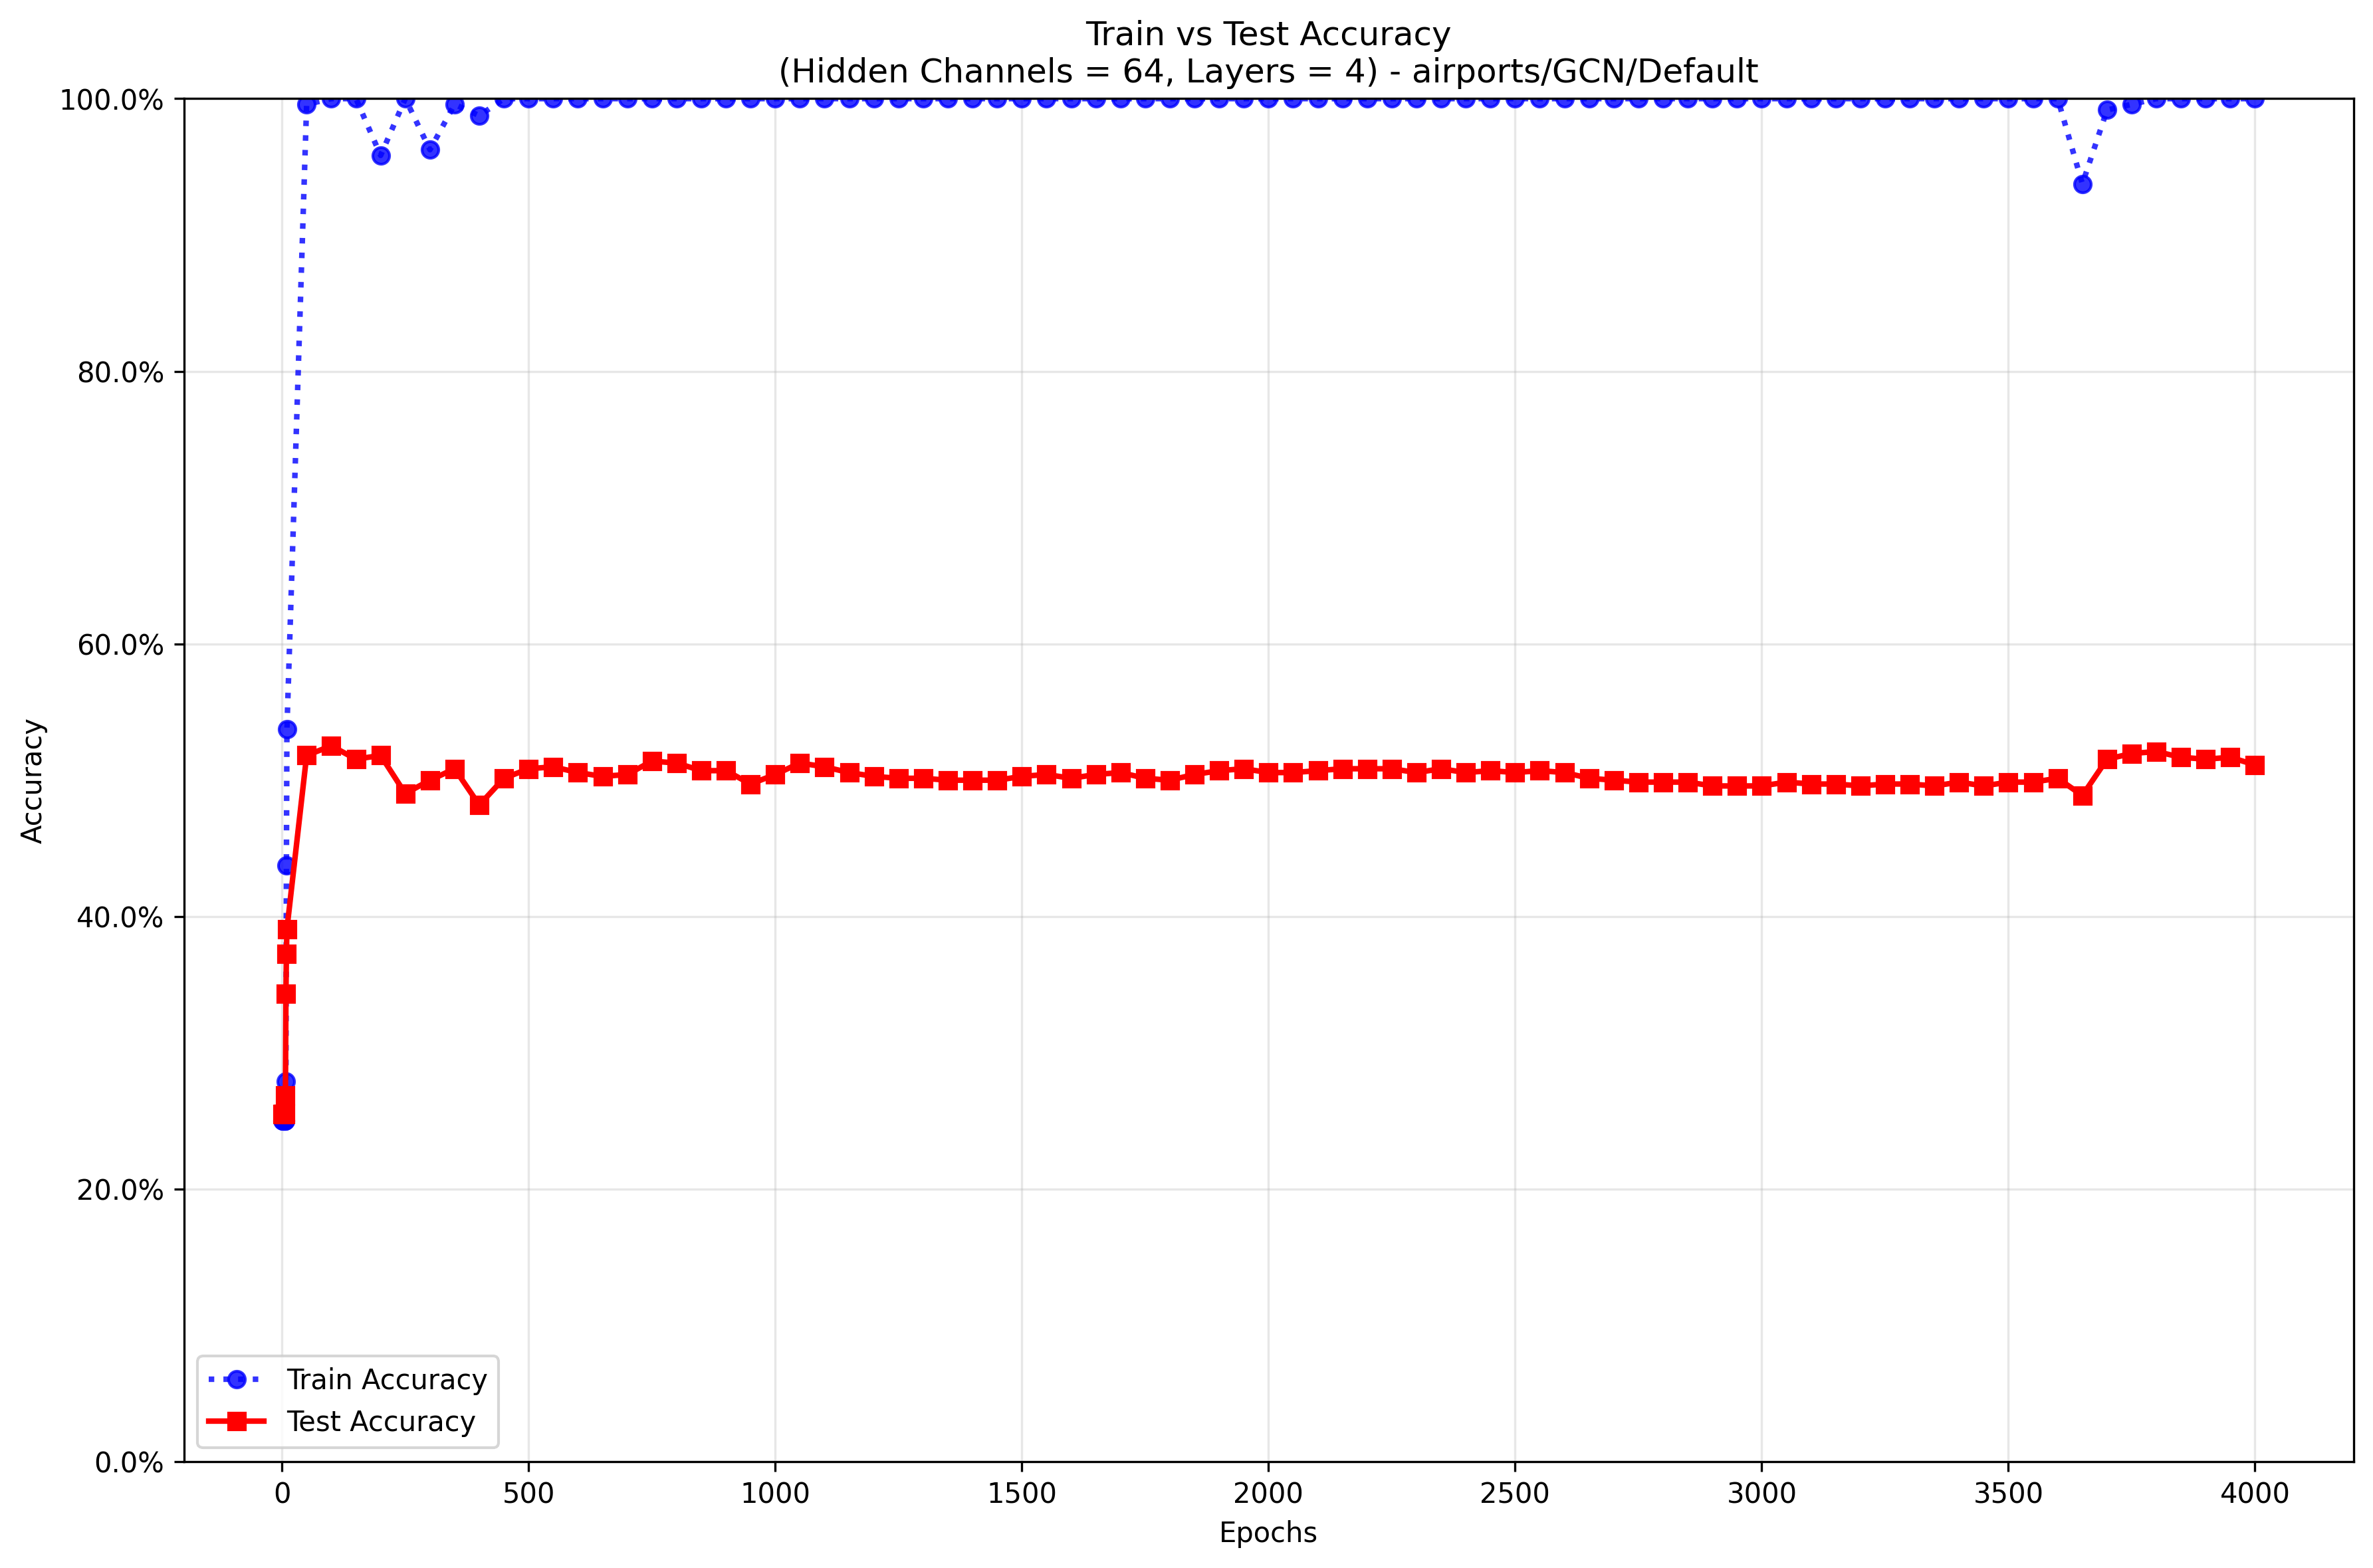 Train vs Test Accuracy
(Hidden Channels = 64, Layers = 4) - airports/GCN/Default
100.0%
80.0%
60.0%
40.0%
20.0%
0.0%
Accuracy
Train Accuracy
Test Accuracy
0 500 1000 1500 2000 2500 3000 3500 4000
Epochs